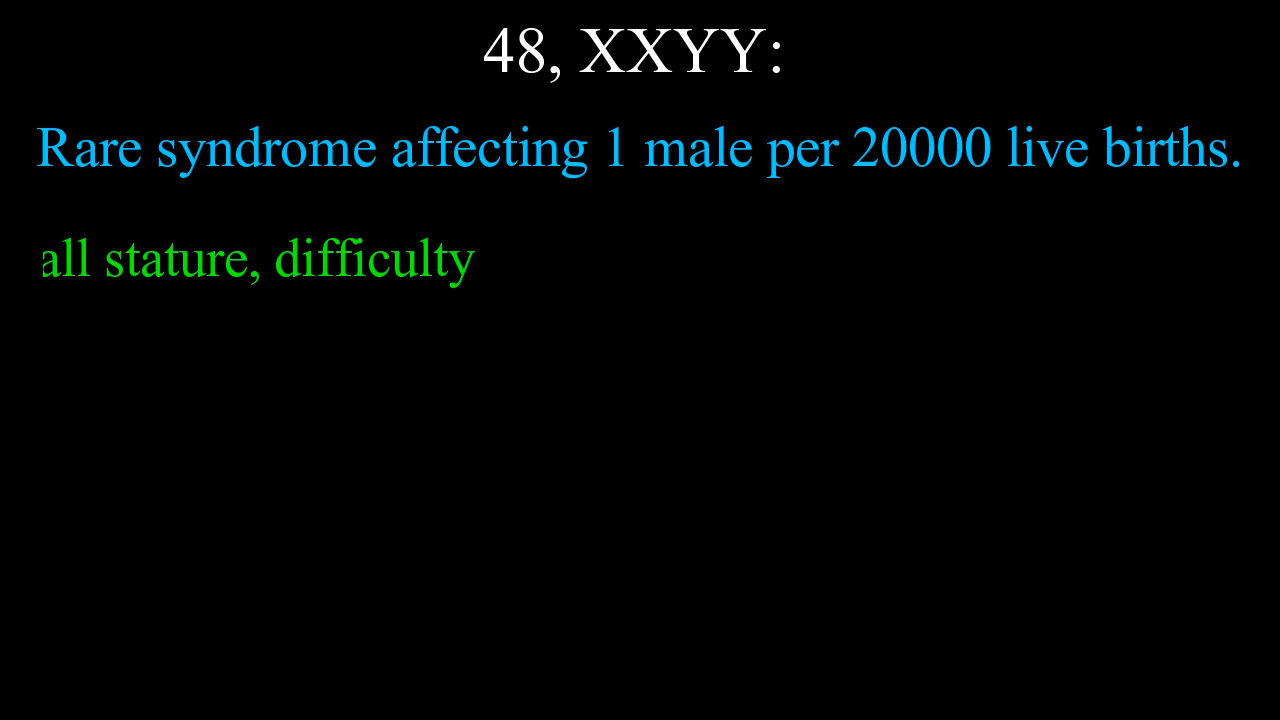 48, XXYY:
Rare syndrome affecting 1 male per 20000 live births.
all stature, difficulty